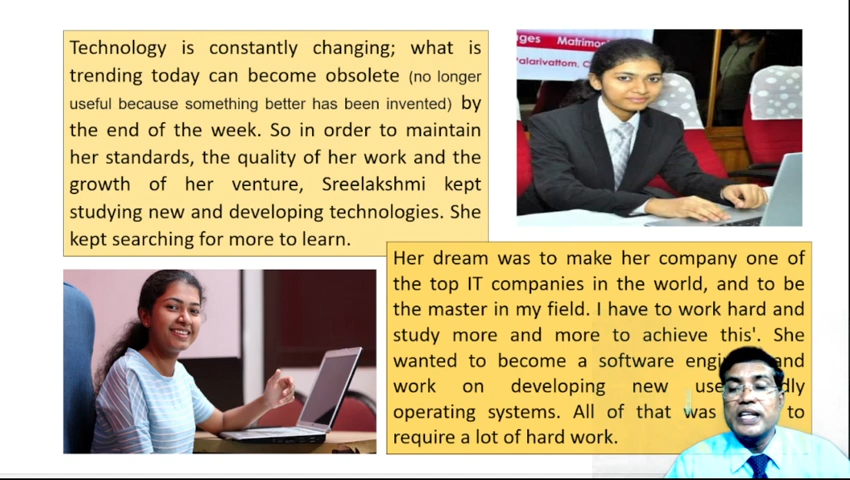 Technology is constantly changing; what is
trending today can become obsolete (no longer
useful because something better has been invented) by
the end of the week. So in order to maintain
her standards, the quality of her work and the
growth of her venture, Sreelakshmi kept
studying new and developing technologies. She
kept searching for more to learn.
ges Matrimo
Palarivattom, C
Her dream was to make her company one of
the top IT companies in the world, and to be
the master in my field. I have to work hard and
study more and more to achieve this'. She
wanted to become a software and
work on developing new
operating systems. All of that was to
require a lot of hard work.